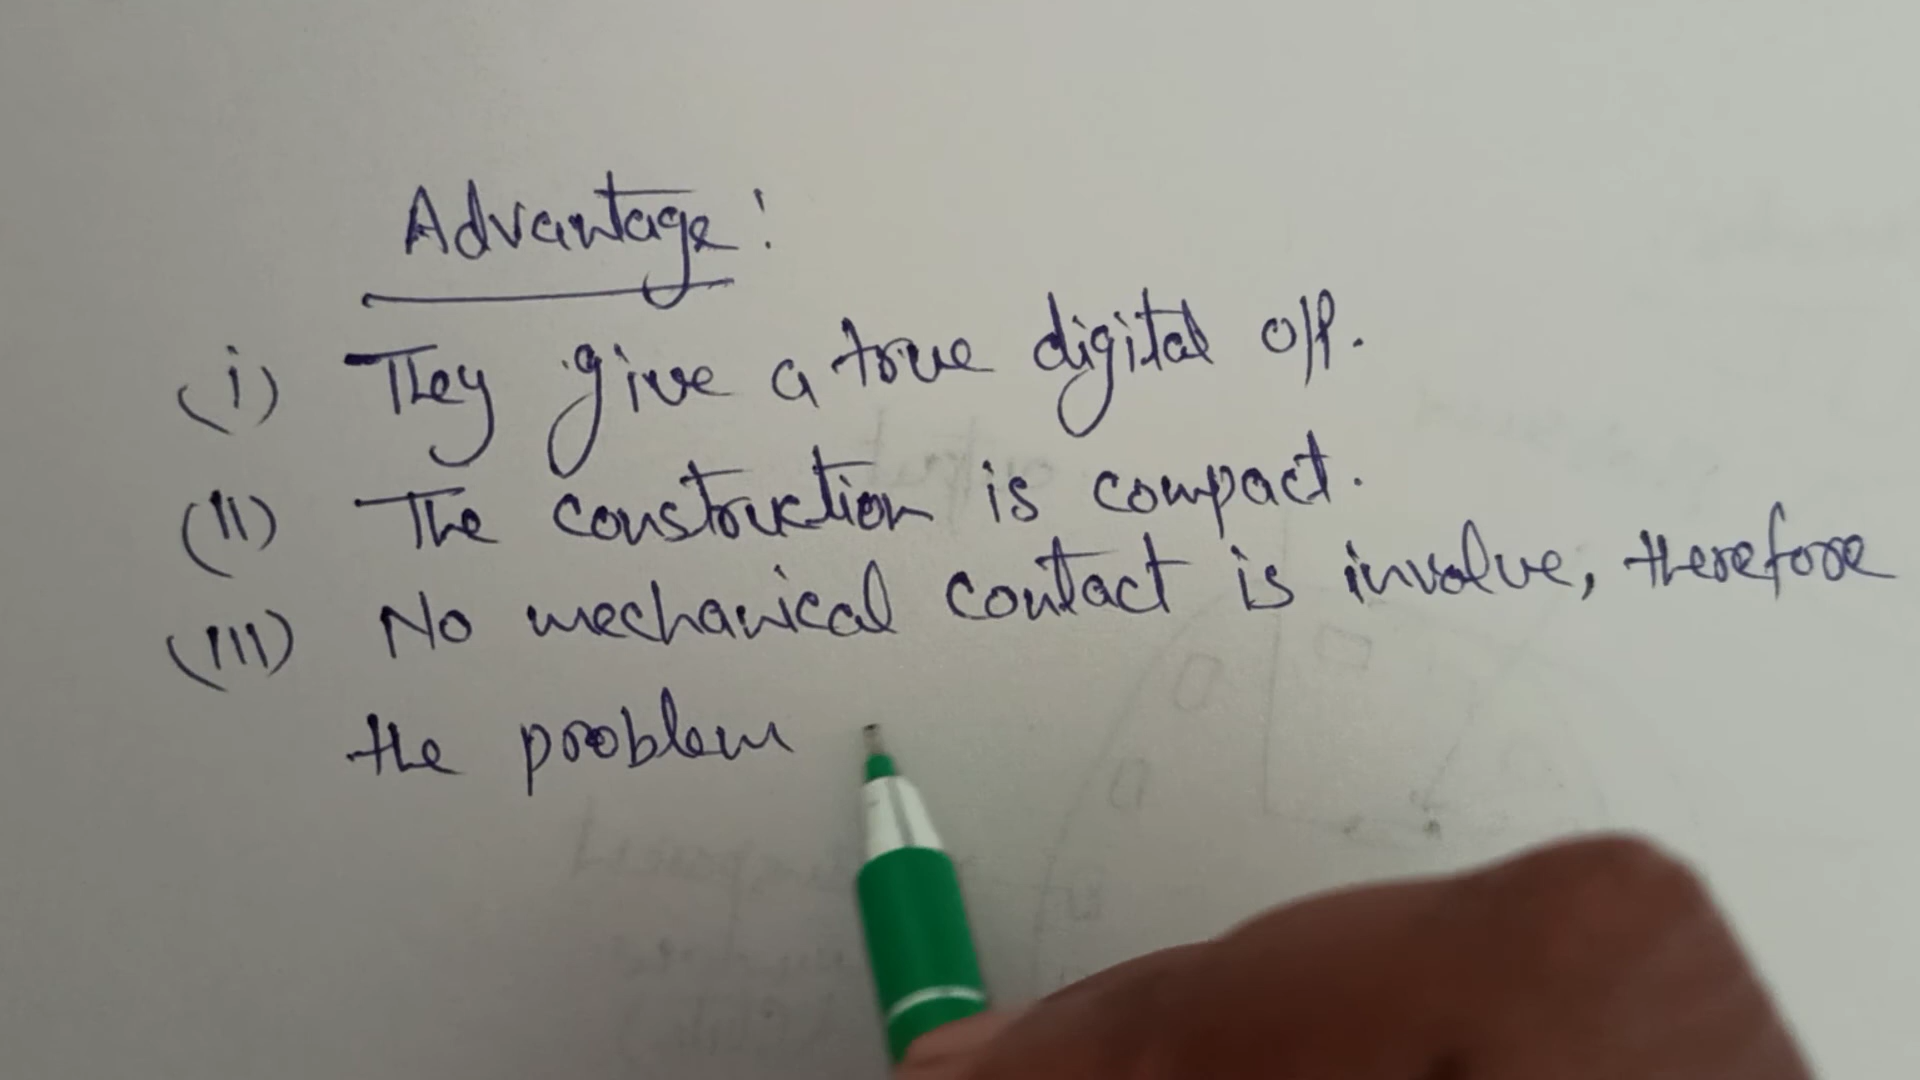 Advantage:
(i) They give a true digital o/p.
(II) The construction is compact.
(III) No mechanical contact is involve, therefore
the problem